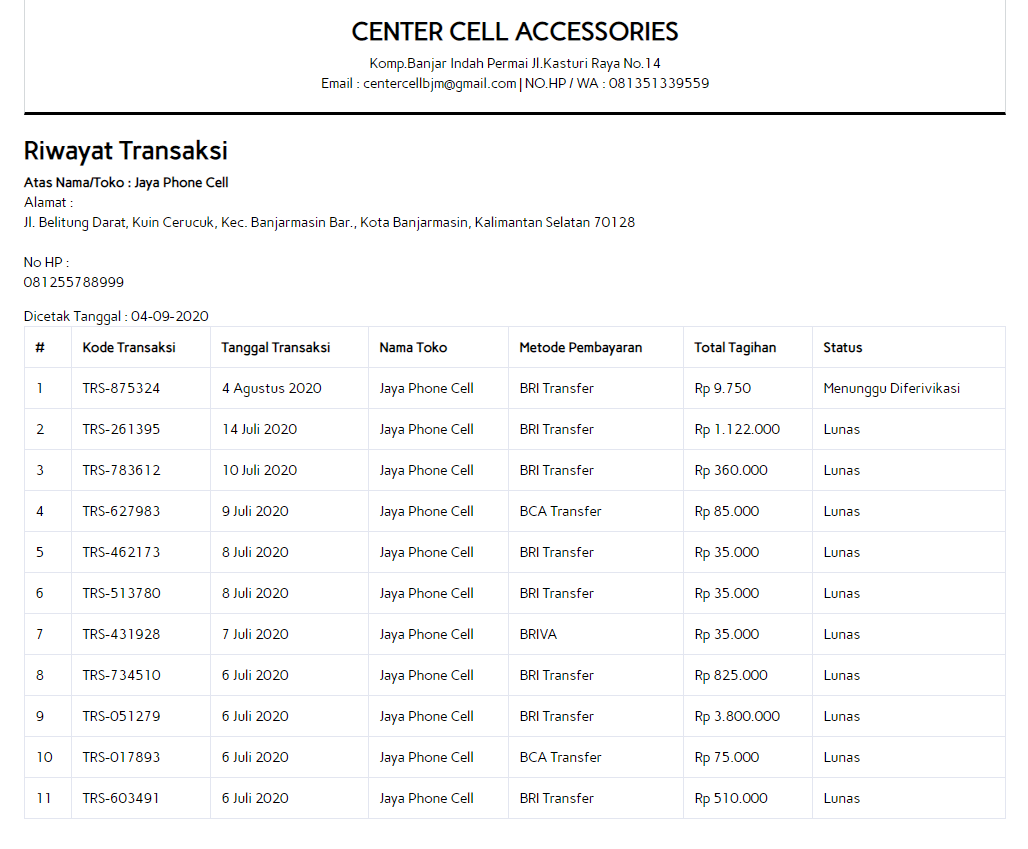 CENTER CELL ACCESSORIES
Komp.Banjar Indah Permai Jl.Kasturi Raya No.14
Email : centercellbjm@gmail.com | NO.HP / WA : 081351339559
Riwayat Transaksi
Atas Nama/Toko : Jaya Phone Cell
Alamat :
Jl. Belitung Darat, Kuin Cerucuk, Kec. Banjarmasin Bar., Kota Banjarmasin, Kalimantan Selatan 70128
No HP :
081255788999
Dicetak Tanggal : 04-09-2020
# Kode Transaksi Tanggal Transaksi Nama Toko Metode Pembayaran Total Tagihan Status
1 TRS-875324 4 Agustus 2020 Jaya Phone Cell BRI Transfer Rp 9.750 Menunggu Diferivikasi
2 TRS-261395 14 Juli 2020 Jaya Phone Cell BRI Transfer Rp 1.122.000 Lunas
3 TRS-783612 10 Juli 2020 Jaya Phone Cell BRI Transfer Rp 360.000 Lunas
4 TRS-627983 9 Juli 2020 Jaya Phone Cell BCA Transfer Rp 85.000 Lunas
5 TRS-462173 8 Juli 2020 Jaya Phone Cell BRI Transfer Rp 35.000 Lunas
6 TRS-513780 8 Juli 2020 Jaya Phone Cell BRI Transfer Rp 35.000 Lunas
7 TRS-431928 7 Juli 2020 Jaya Phone Cell BRIVA Rp 35.000 Lunas
8 TRS-734510 6 Juli 2020 Jaya Phone Cell BRI Transfer Rp 825.000 Lunas
9 TRS-051279 6 Juli 2020 Jaya Phone Cell BRI Transfer Rp 3.800.000 Lunas
10 TRS-017893 6 Juli 2020 Jaya Phone Cell BCA Transfer Rp 75.000 Lunas
11 TRS-603491 6 Juli 2020 Jaya Phone Cell BRI Transfer Rp 510.000 Lunas